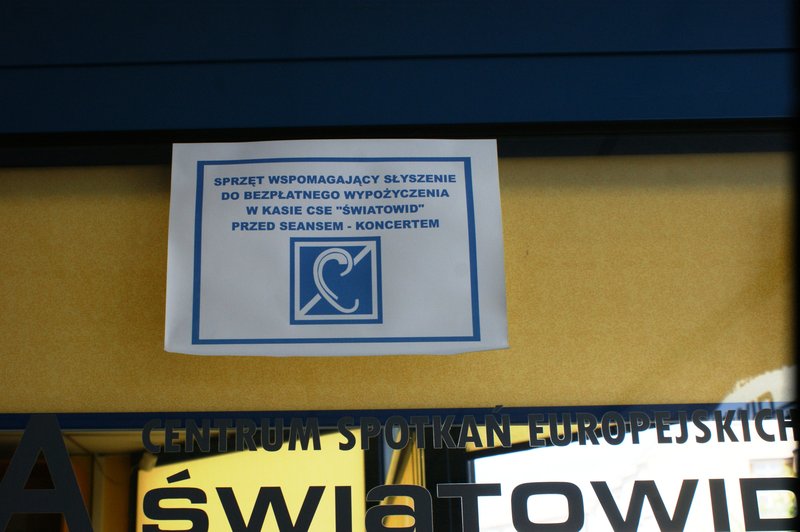 SPRZĘT WSPOMAGAJĄCY SŁYSZENIE
DO BEZPŁATNEGO WYPOŻYCZENIA
W KASIE CSE "ŚWIATOWID"
PRZED SEANSEM - KONCERTEM
CENTRUM SPOTKAŃ EUROPEJSKICH
A ŚWiaTOWID